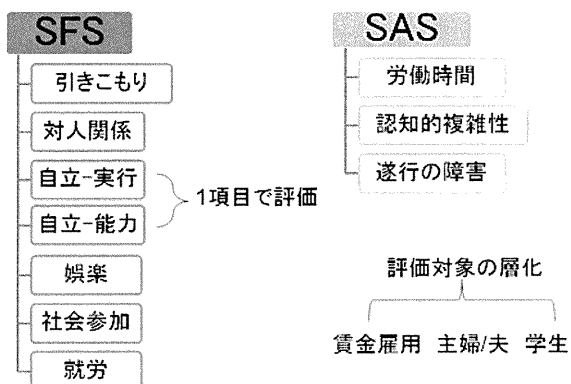 SFS
引きこもり
対人関係
自立-実行
自立-能力
1項目で評価
娯楽
社会参加
就労
SAS
労働時間
認知的複雑性
遂行の障害
評価対象の層化
賃金雇用 主婦/夫 学生